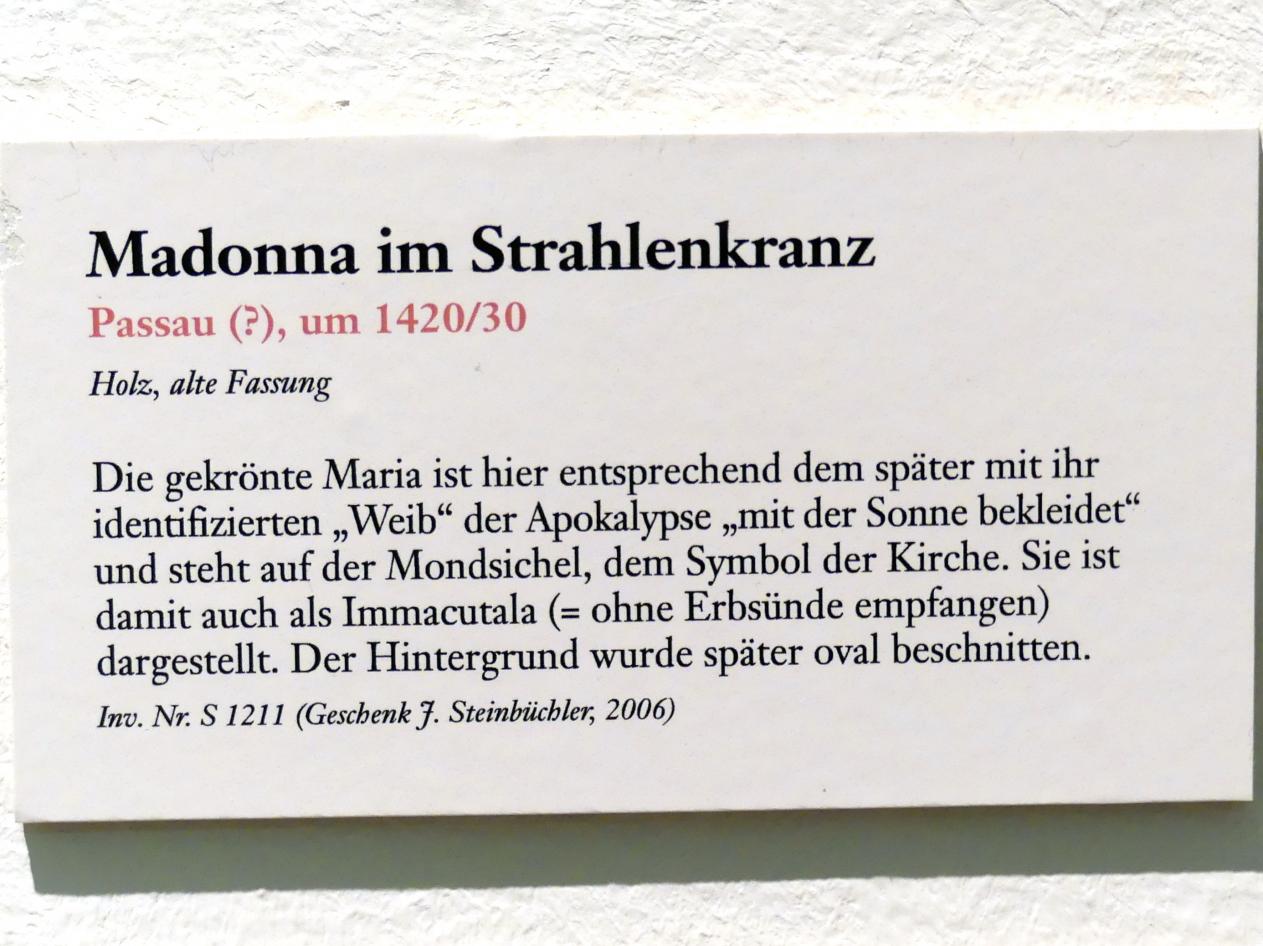 Madonna im Strahlenkranz
Passau (?), um 1420/30
Holz, alte Fassung
Die gekrönte Maria ist hier entsprechend dem später mit ihr
identifizierten „Weib“ der Apokalypse „mit der Sonne bekleidet“
und steht auf der Mondsichel, dem Symbol der Kirche. Sie ist
damit auch als Immacutala (= ohne Erbsünde empfangen)
dargestellt. Der Hintergrund wurde später oval beschnitten.
Inv. Nr. S 1211 (Geschenk J. Steinbüchler, 2006)